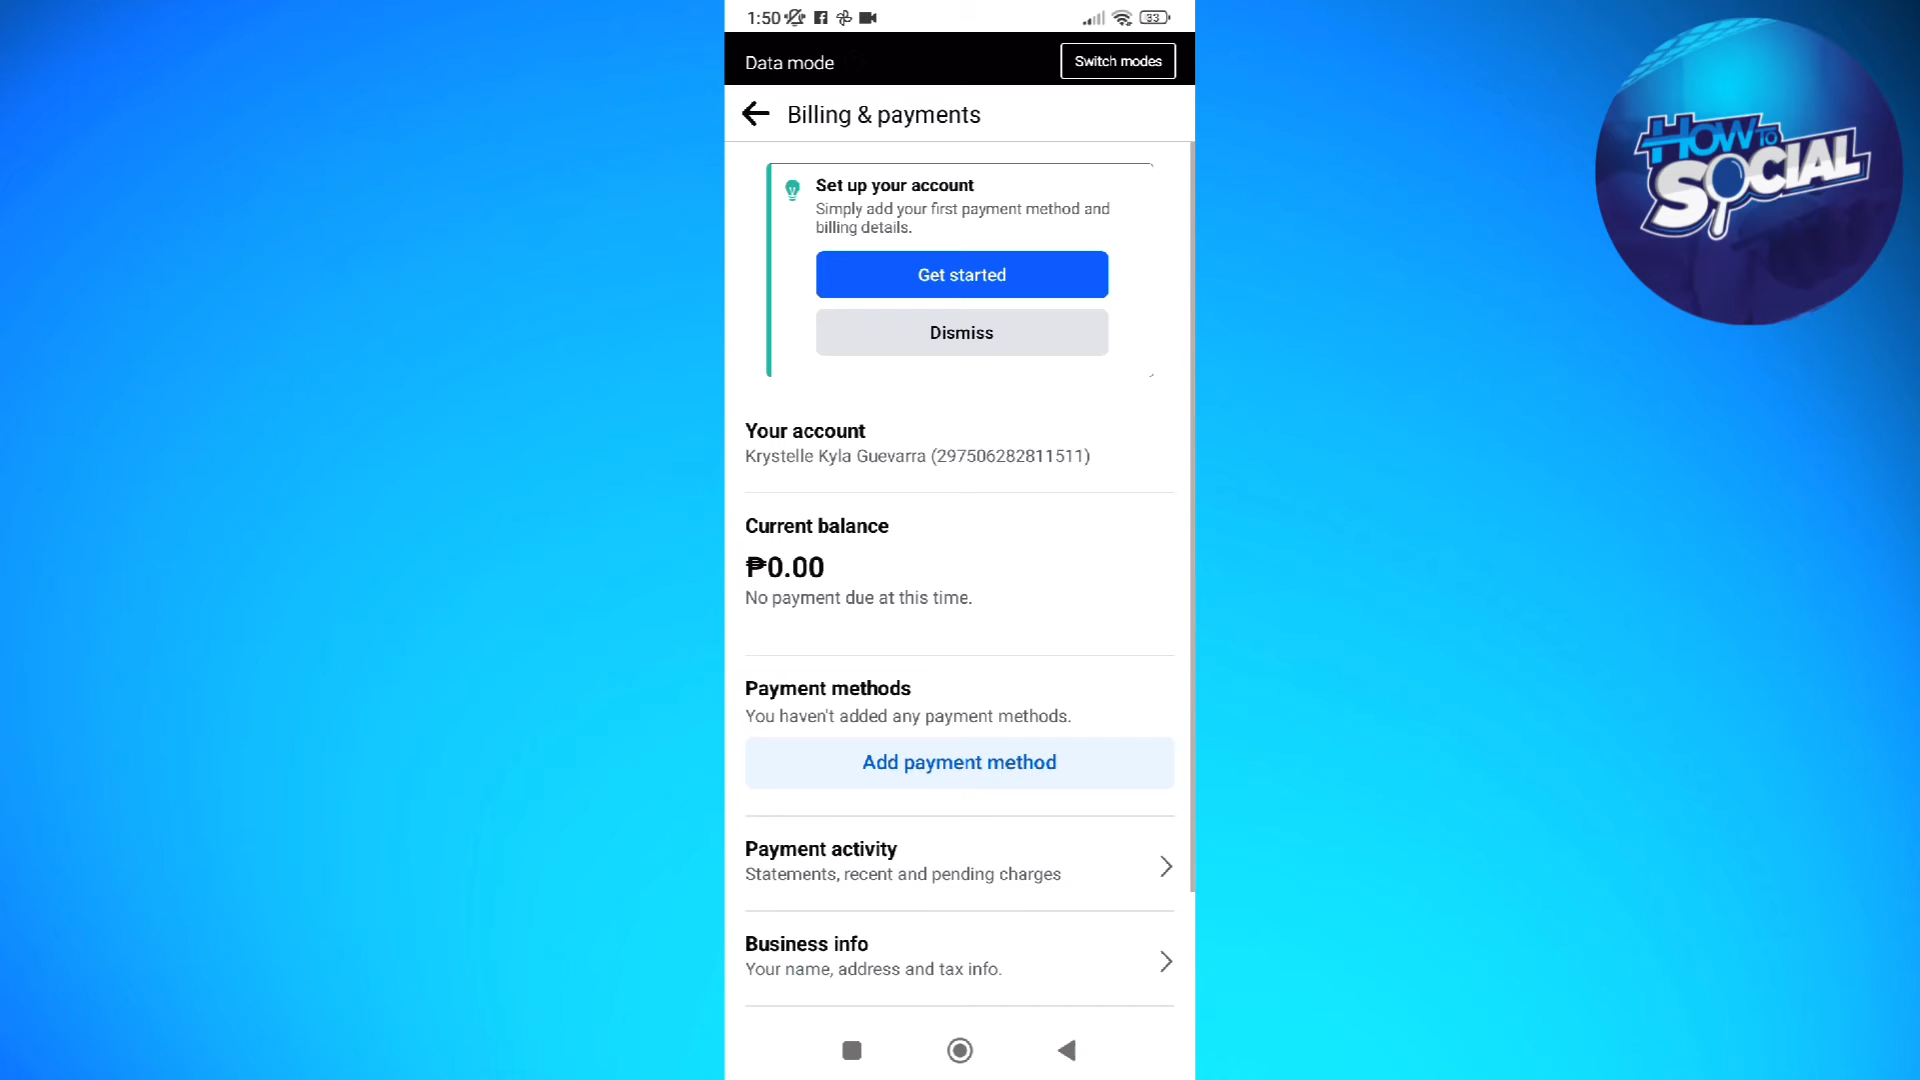 1:50
33
Data mode
Switch modes
Billing & payments
Set up your account
Simply add your first payment method and
billing details.
Get started
Dismiss
Your account
Krystelle Kyla Guevarra (297506282811511)
Current balance
₱0.00
No payment due at this time.
Payment methods
You haven't added any payment methods.
Add payment method
Payment activity
Statements, recent and pending charges
Business info
Your name, address and tax info.
HOW TO
SOCIAL